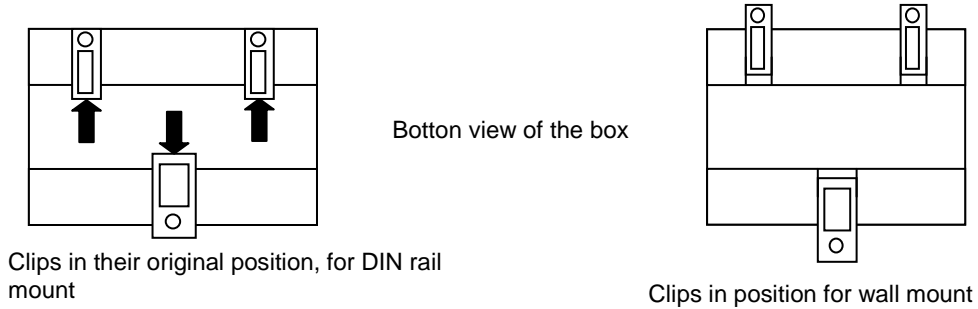 Botton view of the box
Clips in their original position, for DIN rail
mount
Clips in position for wall mount